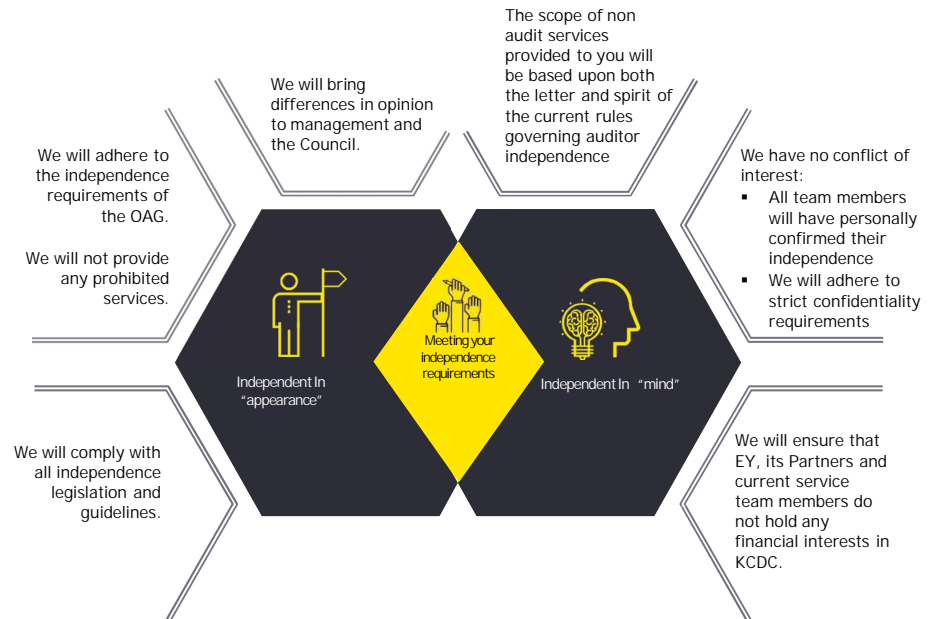 The scope of non
audit services
provided to you will
be based upon both
the letter and spirit of
the current rules
governing auditor
independence
We will bring
differences in opinion
to management and
the Council.
We will adhere to
the independence
requirements of
the OAG.
We will not provide
any prohibited
services.
We have no conflict of
interest:
▪ All team members
will have personally
confirmed their
independence
▪ We will adhere to
strict confidentiality
requirements
Meeting your
independence
requirements
Independent In
“appearance”
Independent In “mind”
We will comply with
all independence
legislation and
guidelines.
We will ensure that
EY, its Partners and
current service
team members do
not hold any
financial interests in
KCDC.